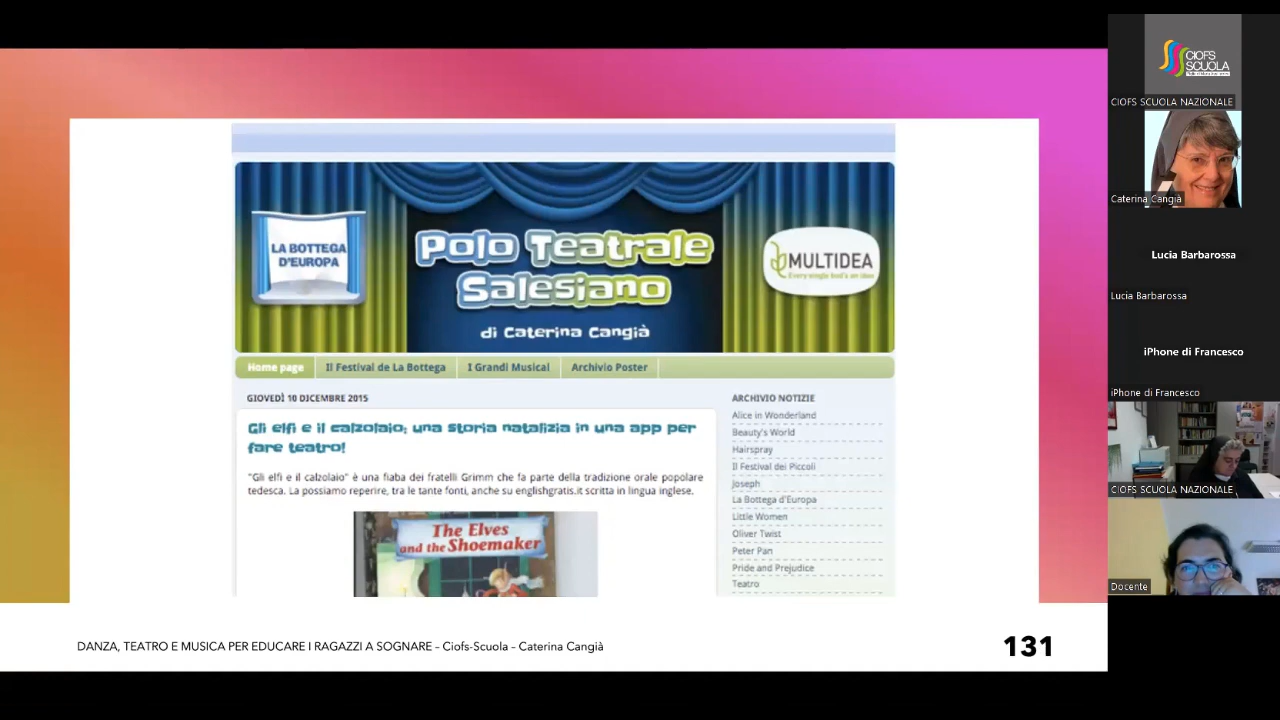 LA BOTTEGA
D'EUROPA
Polo Teatrale
Salesiano
di Caterina Cangià
MULTIDEA
Home page
Il Festival de La Bottega
I Grandi Musical
Archivio Poster
GIOVEDÌ 10 DICEMBRE 2015
Gli elfi e il calzolaio: una storia natalizia in una app per
fare teatro!
"Gli elfi e il calzolaio" è una fiaba dei fratelli Grimm che fa parte della tradizione orale popolare
tedesca. La possiamo reperire, tra le tante fonti, anche su englishgratis.it scritta in lingua inglese.
The Elves
and the Shoemaker
ARCHIVIO NOTIZIE
Alice in Wonderland
Beauty's World
Hairspray
Il Festival dei Piccoli
Joseph
La Bottega d'Europa
Little Women
Oliver Twist
Peter Pan
Pride and Prejudice
Teatro
DANZA, TEATRO E MUSICA PER EDUCARE I RAGAZZI A SOGNARE – Ciofs-Scuola – Caterina Cangià
131
CIOFS
SCUOLA
CIOFS SCUOLA NAZIONALE
Caterina Cangià
Lucia Barbarossa
Lucia Barbarossa
iPhone di Francesco
iPhone di Francesco
CIOFS SCUOLA NAZIONALE
Docente